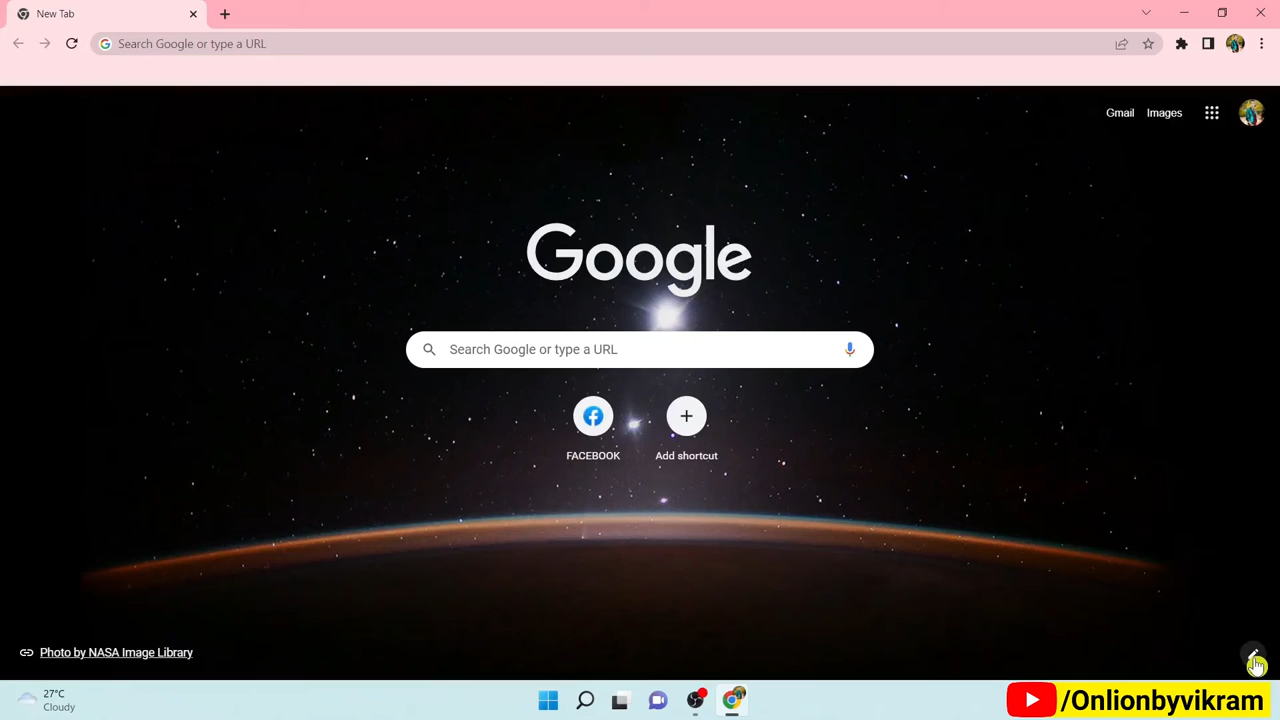 New Tab
Search Google or type a URL
Gmail
Images
Google
Search Google or type a URL
FACEBOOK
Add shortcut
Photo by NASA Image Library
27°C
Cloudy
/Onlionbyvikram